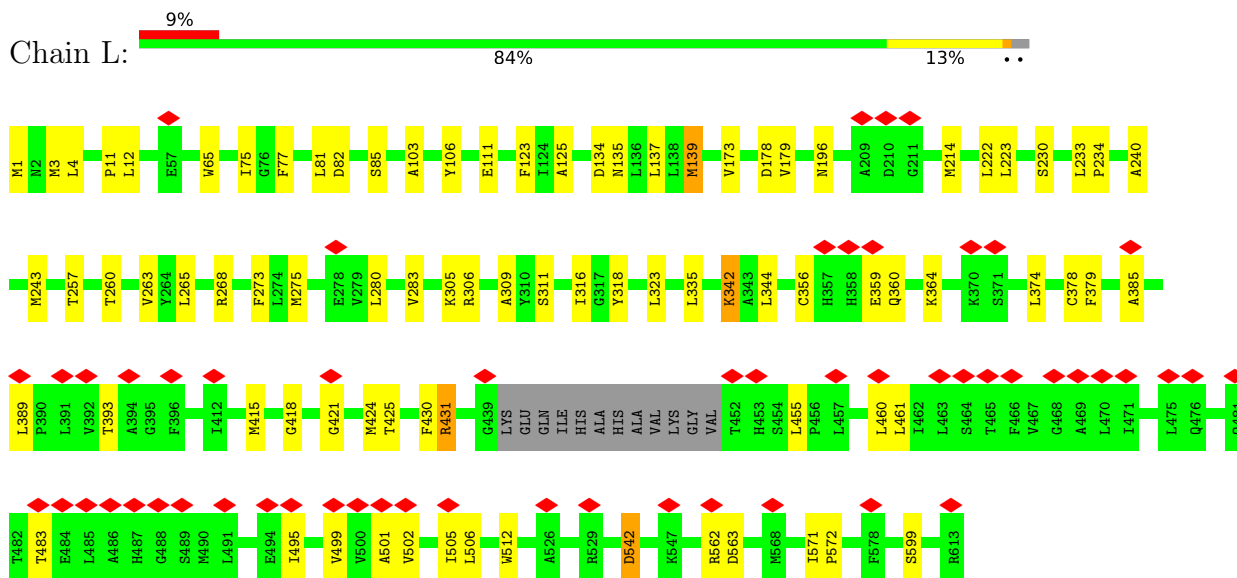 9%
Chain L:
84% 13% • •
M1 N2 M3 L4 P11 L12 E57 W65 I75 G76 F77 L81 D82 S85 A103 Y106 E111 F123 I124 A125 D134 N135 L136 L137 L138 M139 V173 D178 V179 N196 A209 D210 G211 M214 L222 L223 S230 L233 P234 A240
M243 T257 T260 V263 Y264 L265 R268 F273 L274 M275 E278 V279 L280 V283 K305 R306 A309 Y310 S311 I316 G317 Y318 L323 L335 K342 A343 L344 C356 H357 H358 E359 Q360 K364 K370 S371 L374 C378 F379 A385
L389 P390 L391 V392 T393 A394 G395 F396 I412 M415 G418 G421 M424 T425 F430 R431 G439 LYS GLU GLN ILE HIS ALA HIS ALA VAL LYS GLY VAL T452 H453 S454 L455 P456 L457 L460 L461 I462 L463 S464 T465 F466 V467 G468 A469 L470 I471 L475 Q476
T482 T483 E484 L485 A486 H487 G488 S489 M490 L491 E494 I495 V499 V500 A501 V502 I505 L506 W512 A526 R529 D542 K547 R562 D563 M568 I571 P572 F578 S599 R613